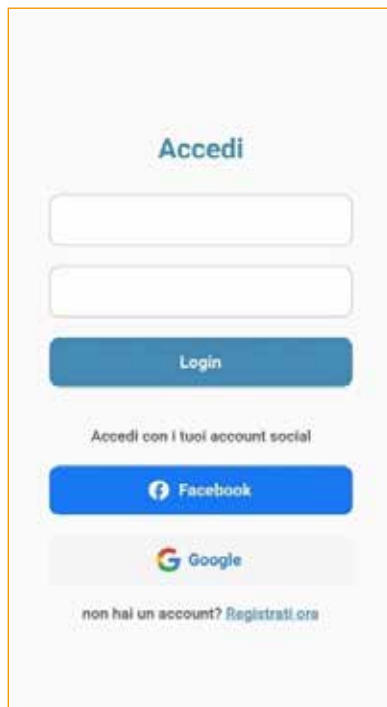 Accedi
Login
Accedi con i tuoi account social
Facebook
Google
non hai un account? Registrati ora